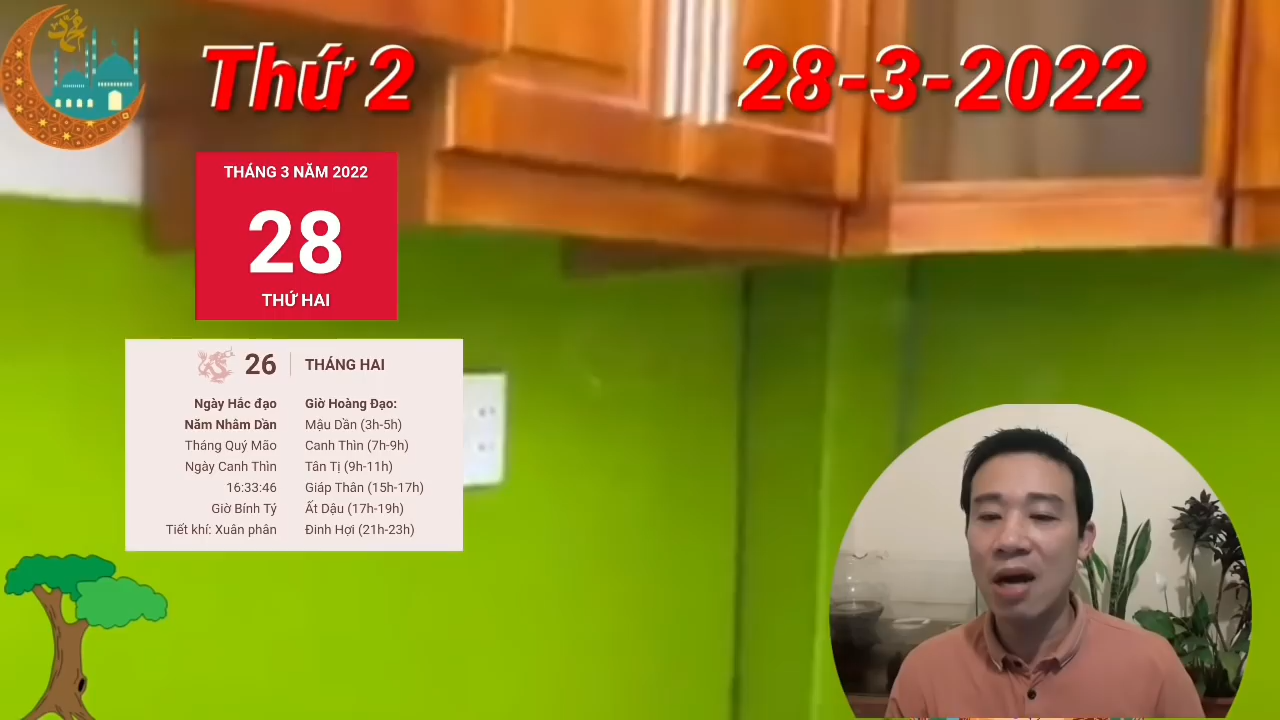 Thứ 2
28-3-2022
THÁNG 3 NĂM 2022
28
THỨ HAI
26
THÁNG HAI
Ngày Hắc đạo
Giờ Hoàng Đạo:
Năm Nhâm Dần
Mậu Dần (3h-5h)
Tháng Quý Mão
Canh Thìn (7h-9h)
Ngày Canh Thìn
Tân Tị (9h-11h)
16:33:46
Giáp Thân (15h-17h)
Giờ Bính Tý
Ất Dậu (17h-19h)
Tiết khí: Xuân phân
Đinh Hợi (21h-23h)